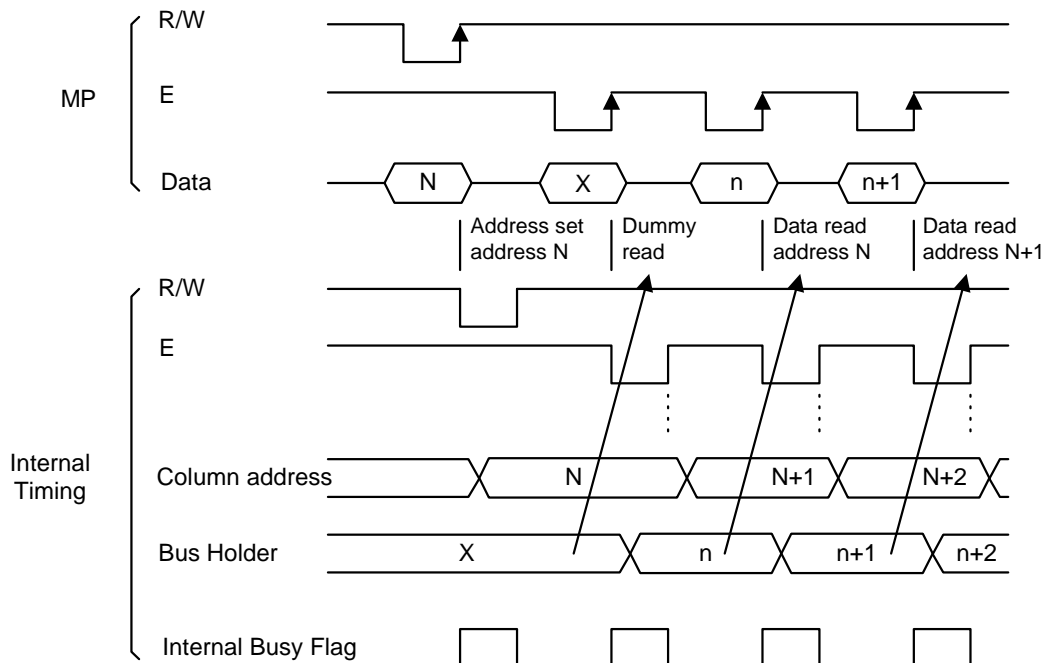 R/W
MP
E
Data
N
X
n
n+1
Address set
address N
Dummy
read
Data read
address N
Data read
address N+1
R/W
E
Internal
Timing
Column address
N
N+1
N+2
Bus Holder
X
n
n+1
n+2
Internal Busy Flag